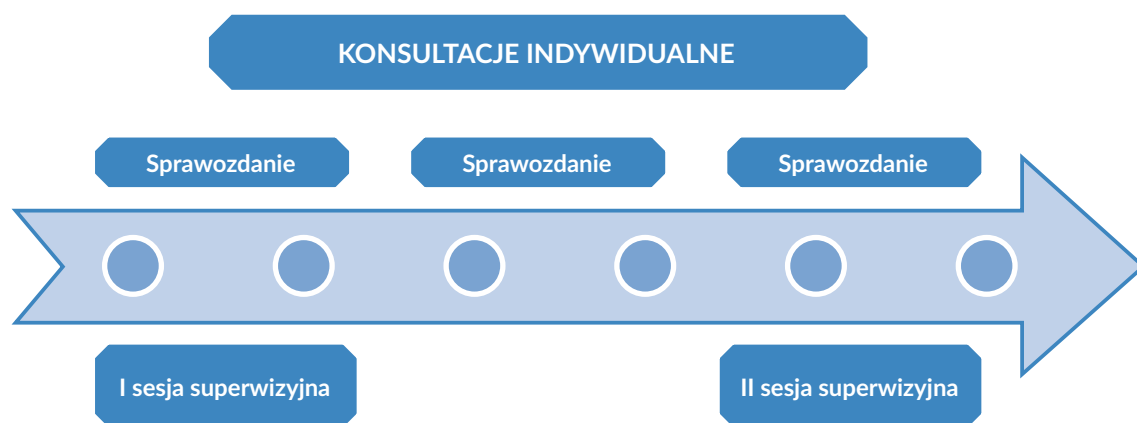 KONSULTACJE INDYWIDUALNE
Sprawozdanie
Sprawozdanie
Sprawozdanie
I sesja superwizyjna
II sesja superwizyjna